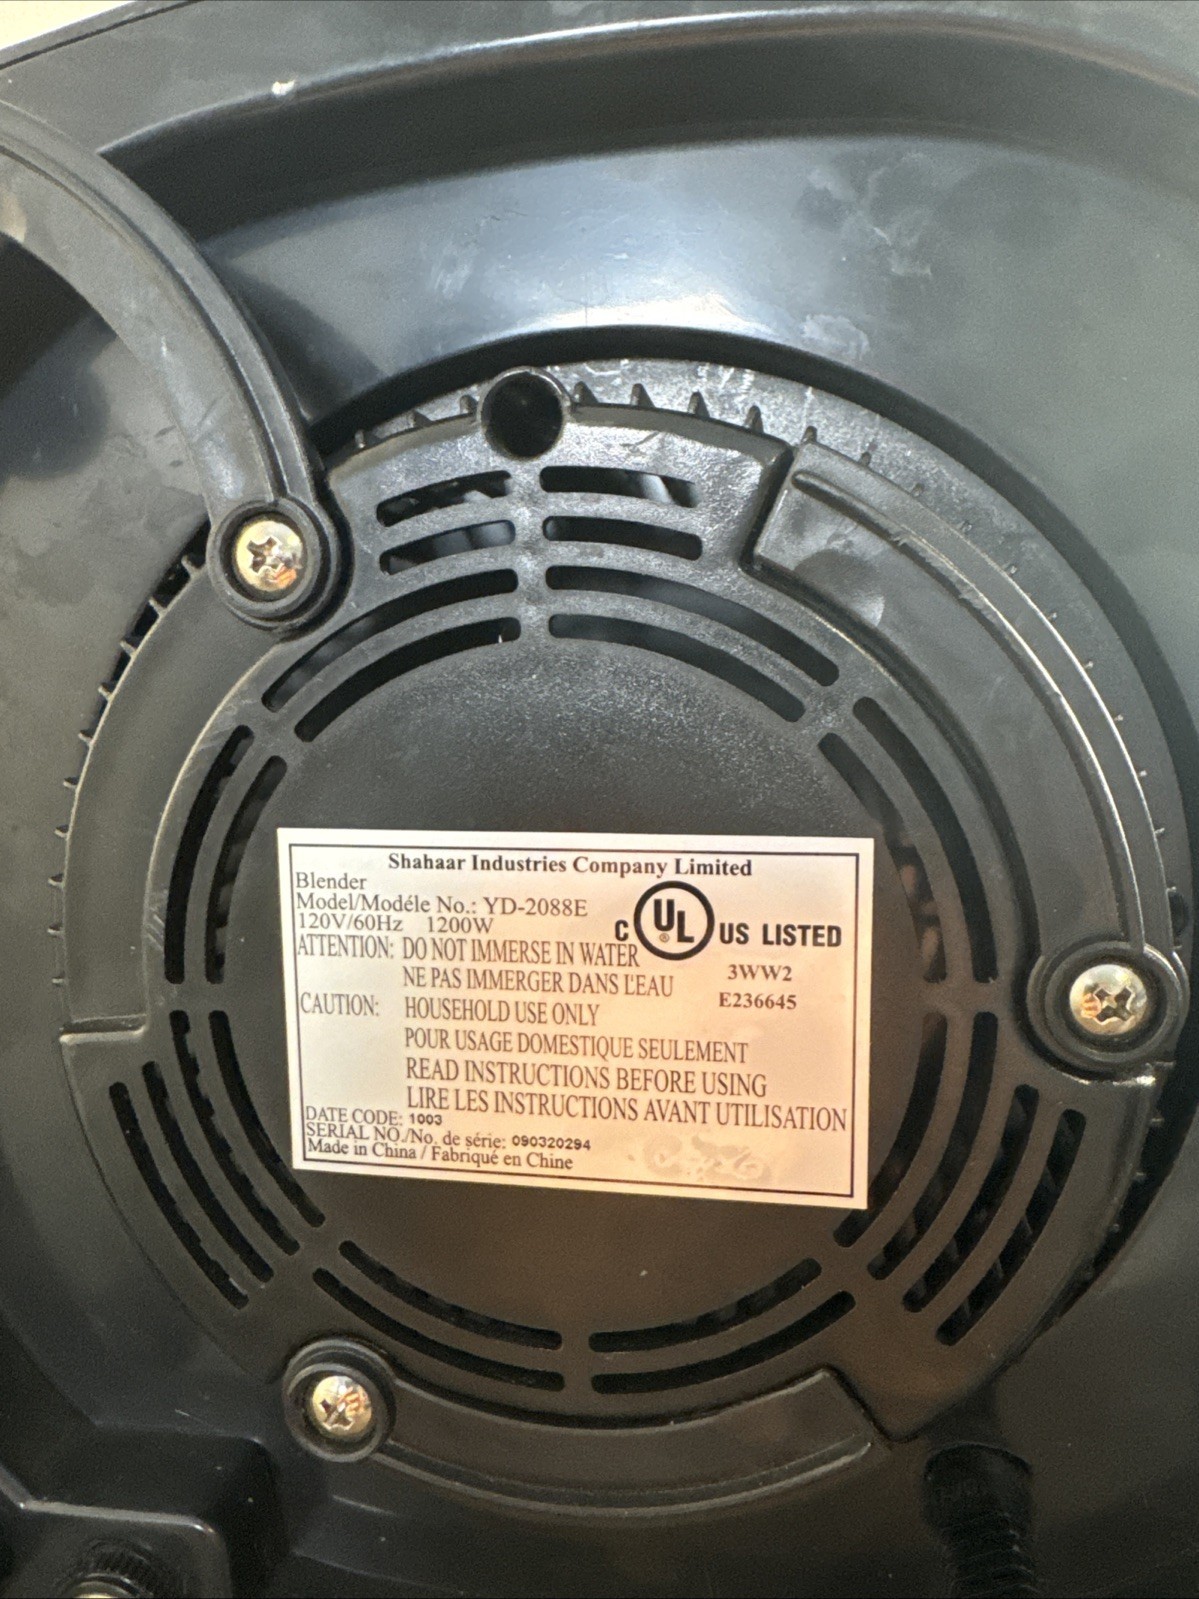 Shahaar Industries Company Limited
Blender
Model/Modéle No.: YD-2088E
120V/60Hz 1200W
C UL ® US LISTED
ATTENTION: DO NOT IMMERSE IN WATER
NE PAS IMMERGER DANS L'EAU
3WW2
CAUTION: HOUSEHOLD USE ONLY
E236645
POUR USAGE DOMESTIQUE SEULEMENT
READ INSTRUCTIONS BEFORE USING
LIRE LES INSTRUCTIONS AVANT UTILISATION
DATE CODE: 1003
SERIAL NO./No. de série: 090320294
Made in China / Fabriqué en Chine